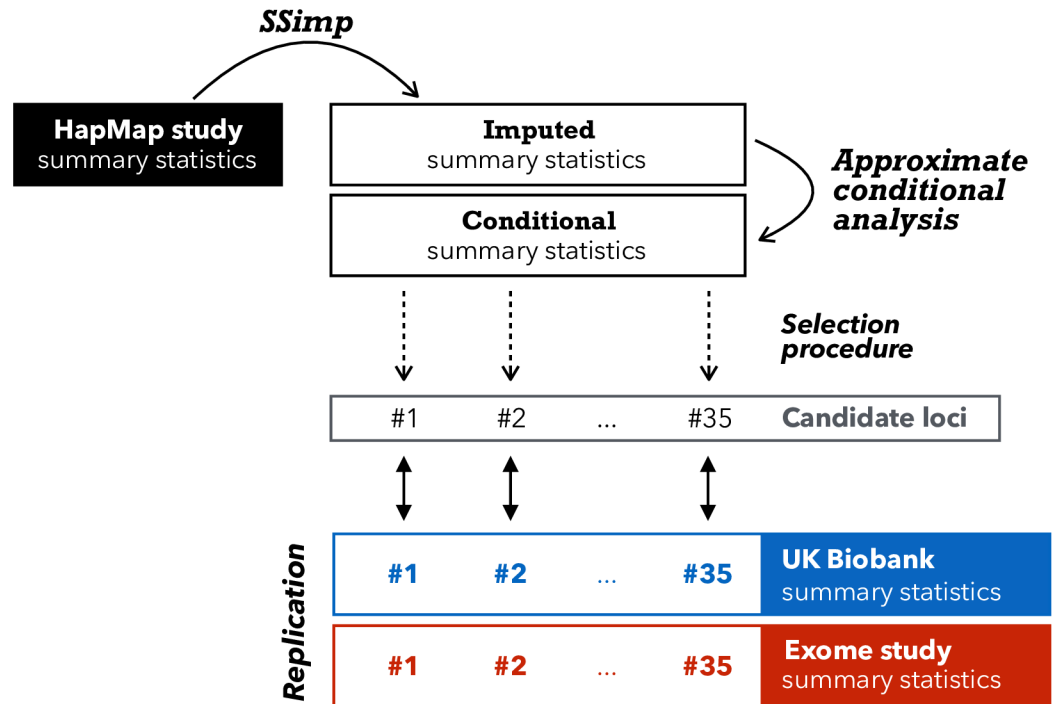 SSimp
HapMap study
summary statistics
Imputed
summary statistics
Approximate
conditional
analysis
Conditional
summary statistics
Selection
procedure
#1 #2 ... #35 Candidate loci
Replication
#1 #2 ... #35 UK Biobank
summary statistics
#1 #2 ... #35 Exome study
summary statistics